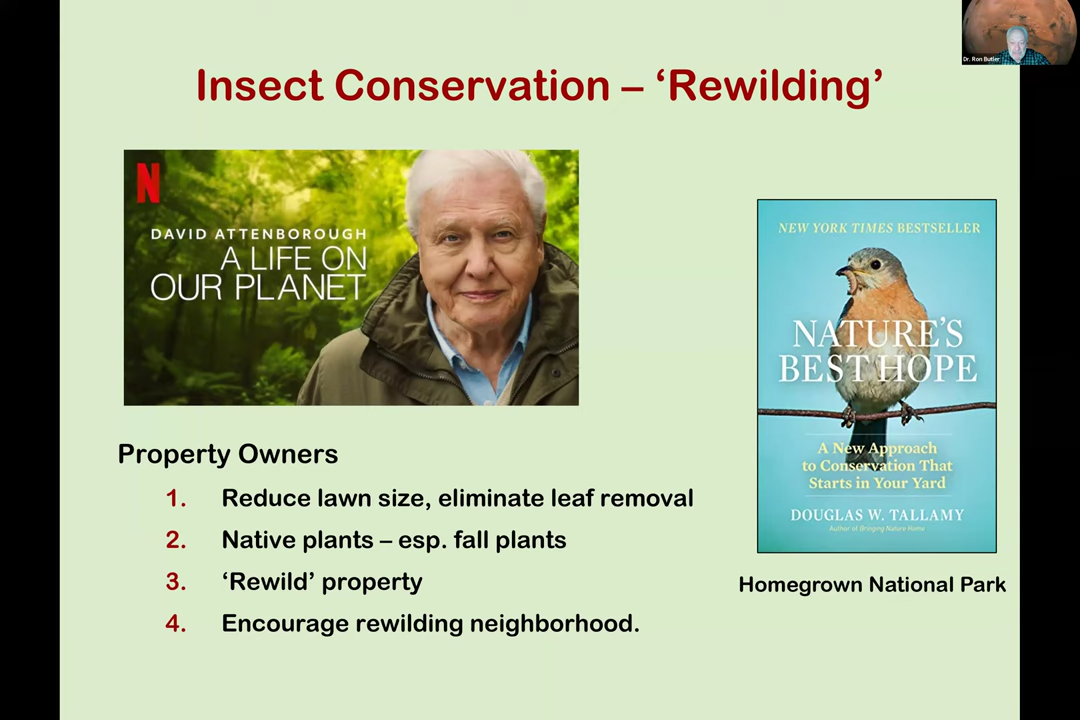 Dr. Ron Butler
Insect Conservation – ‘Rewilding’
N
DAVID ATTENBOROUGH
A LIFE ON
OUR PLANET
NEW YORK TIMES BESTSELLER
NATURE'S
BEST HOPE
A New Approach
to Conservation That
Starts in Your Yard
DOUGLAS W. TALLAMY
Author of Bringing Nature Home
Homegrown National Park
Property Owners
1. Reduce lawn size, eliminate leaf removal
2. Native plants – esp. fall plants
3. ‘Rewild’ property
4. Encourage rewilding neighborhood.